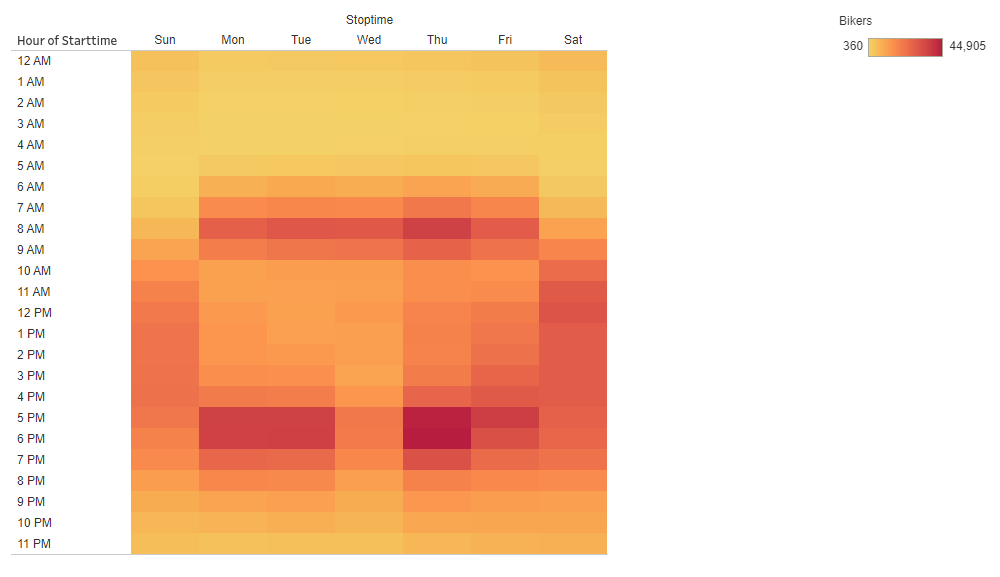 Stoptime
Hour of Starttime Sun Mon Tue Wed Thu Fri Sat
12 AM
1 AM
2 AM
3 AM
4 AM
5 AM
6 AM
7 AM
8 AM
9 AM
10 AM
11 AM
12 PM
1 PM
2 PM
3 PM
4 PM
5 PM
6 PM
7 PM
8 PM
9 PM
10 PM
11 PM
Bikers
360 44,905